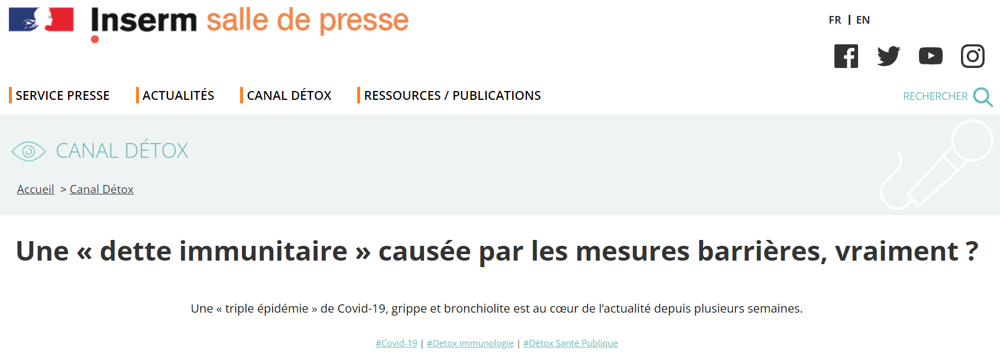 Inserm salle de presse
FR | EN
SERVICE PRESSE
ACTUALITÉS
CANAL DÉTOX
RESSOURCES / PUBLICATIONS
RECHERCHER
CANAL DÉTOX
Accueil > Canal Détox
Une « dette immunitaire » causée par les mesures barrières, vraiment ?
Une « triple épidémie » de Covid-19, grippe et bronchiolite est au cœur de l’actualité depuis plusieurs semaines.
#Covid-19 | #Detox immunologie | #Détox Santé Publique